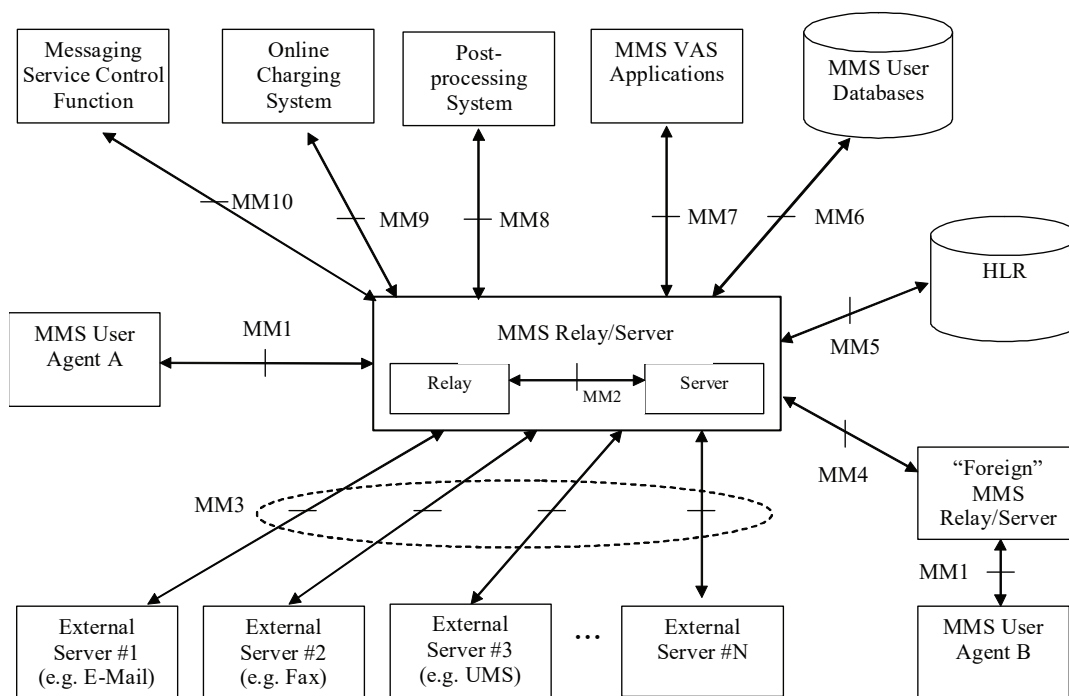 Messaging
Service Control
Function
Online
Charging
System
Post-
processing
System
MMS VAS
Applications
MMS User
Databases
MM10
MM9
MM8
MM7
MM6
HLR
MMS User
Agent A
MM1
MMS Relay/Server
Relay
MM2
Server
MM5
MM4
MM3
“Foreign”
MMS
Relay/Server
MM1
External
Server #1
(e.g. E-Mail)
External
Server #2
(e.g. Fax)
External
Server #3
(e.g. UMS)
...
External
Server #N
MMS User
Agent B